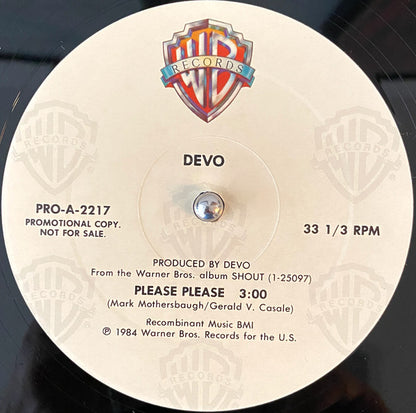 WB
RECORDS
DEVO
PRO-A-2217
PROMOTIONAL COPY.
NOT FOR SALE.
33 1/3 RPM
PRODUCED BY DEVO
From the Warner Bros. album SHOUT (1-25097)
PLEASE PLEASE 3:00
(Mark Mothersbaugh/Gerald V. Casale)
Recombinant Music BMI
℗ 1984 Warner Bros. Records for the U.S.